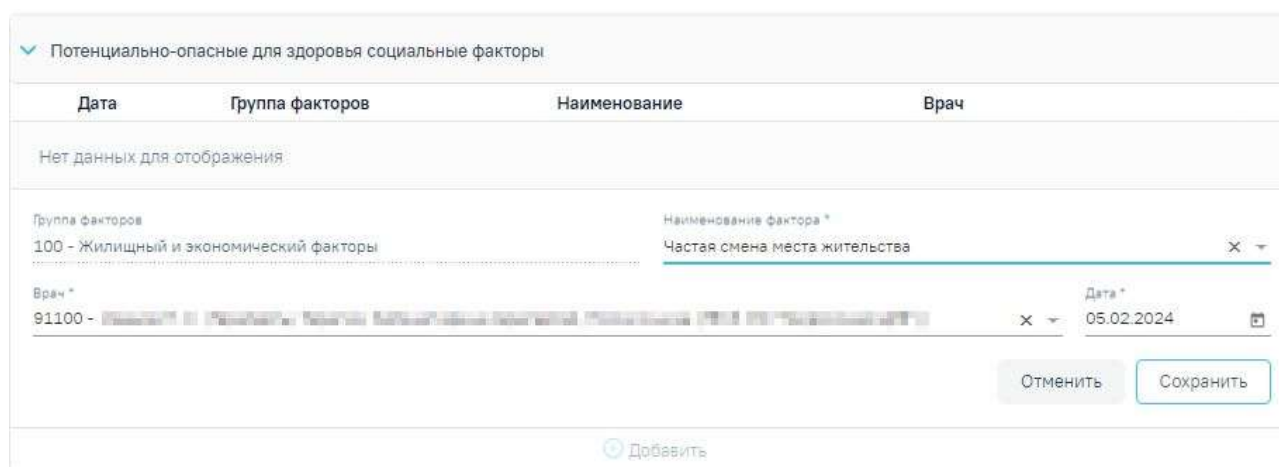 Потенциально-опасные для здоровья социальные факторы
Дата Группа факторов Наименование Врач
Нет данных для отображения
Группа факторов Наименование фактора *
100 - Жилищный и экономический факторы Частая смена места жительства
Врач * Дата *
91100 - 05.02.2024
Отменить Сохранить
Добавить